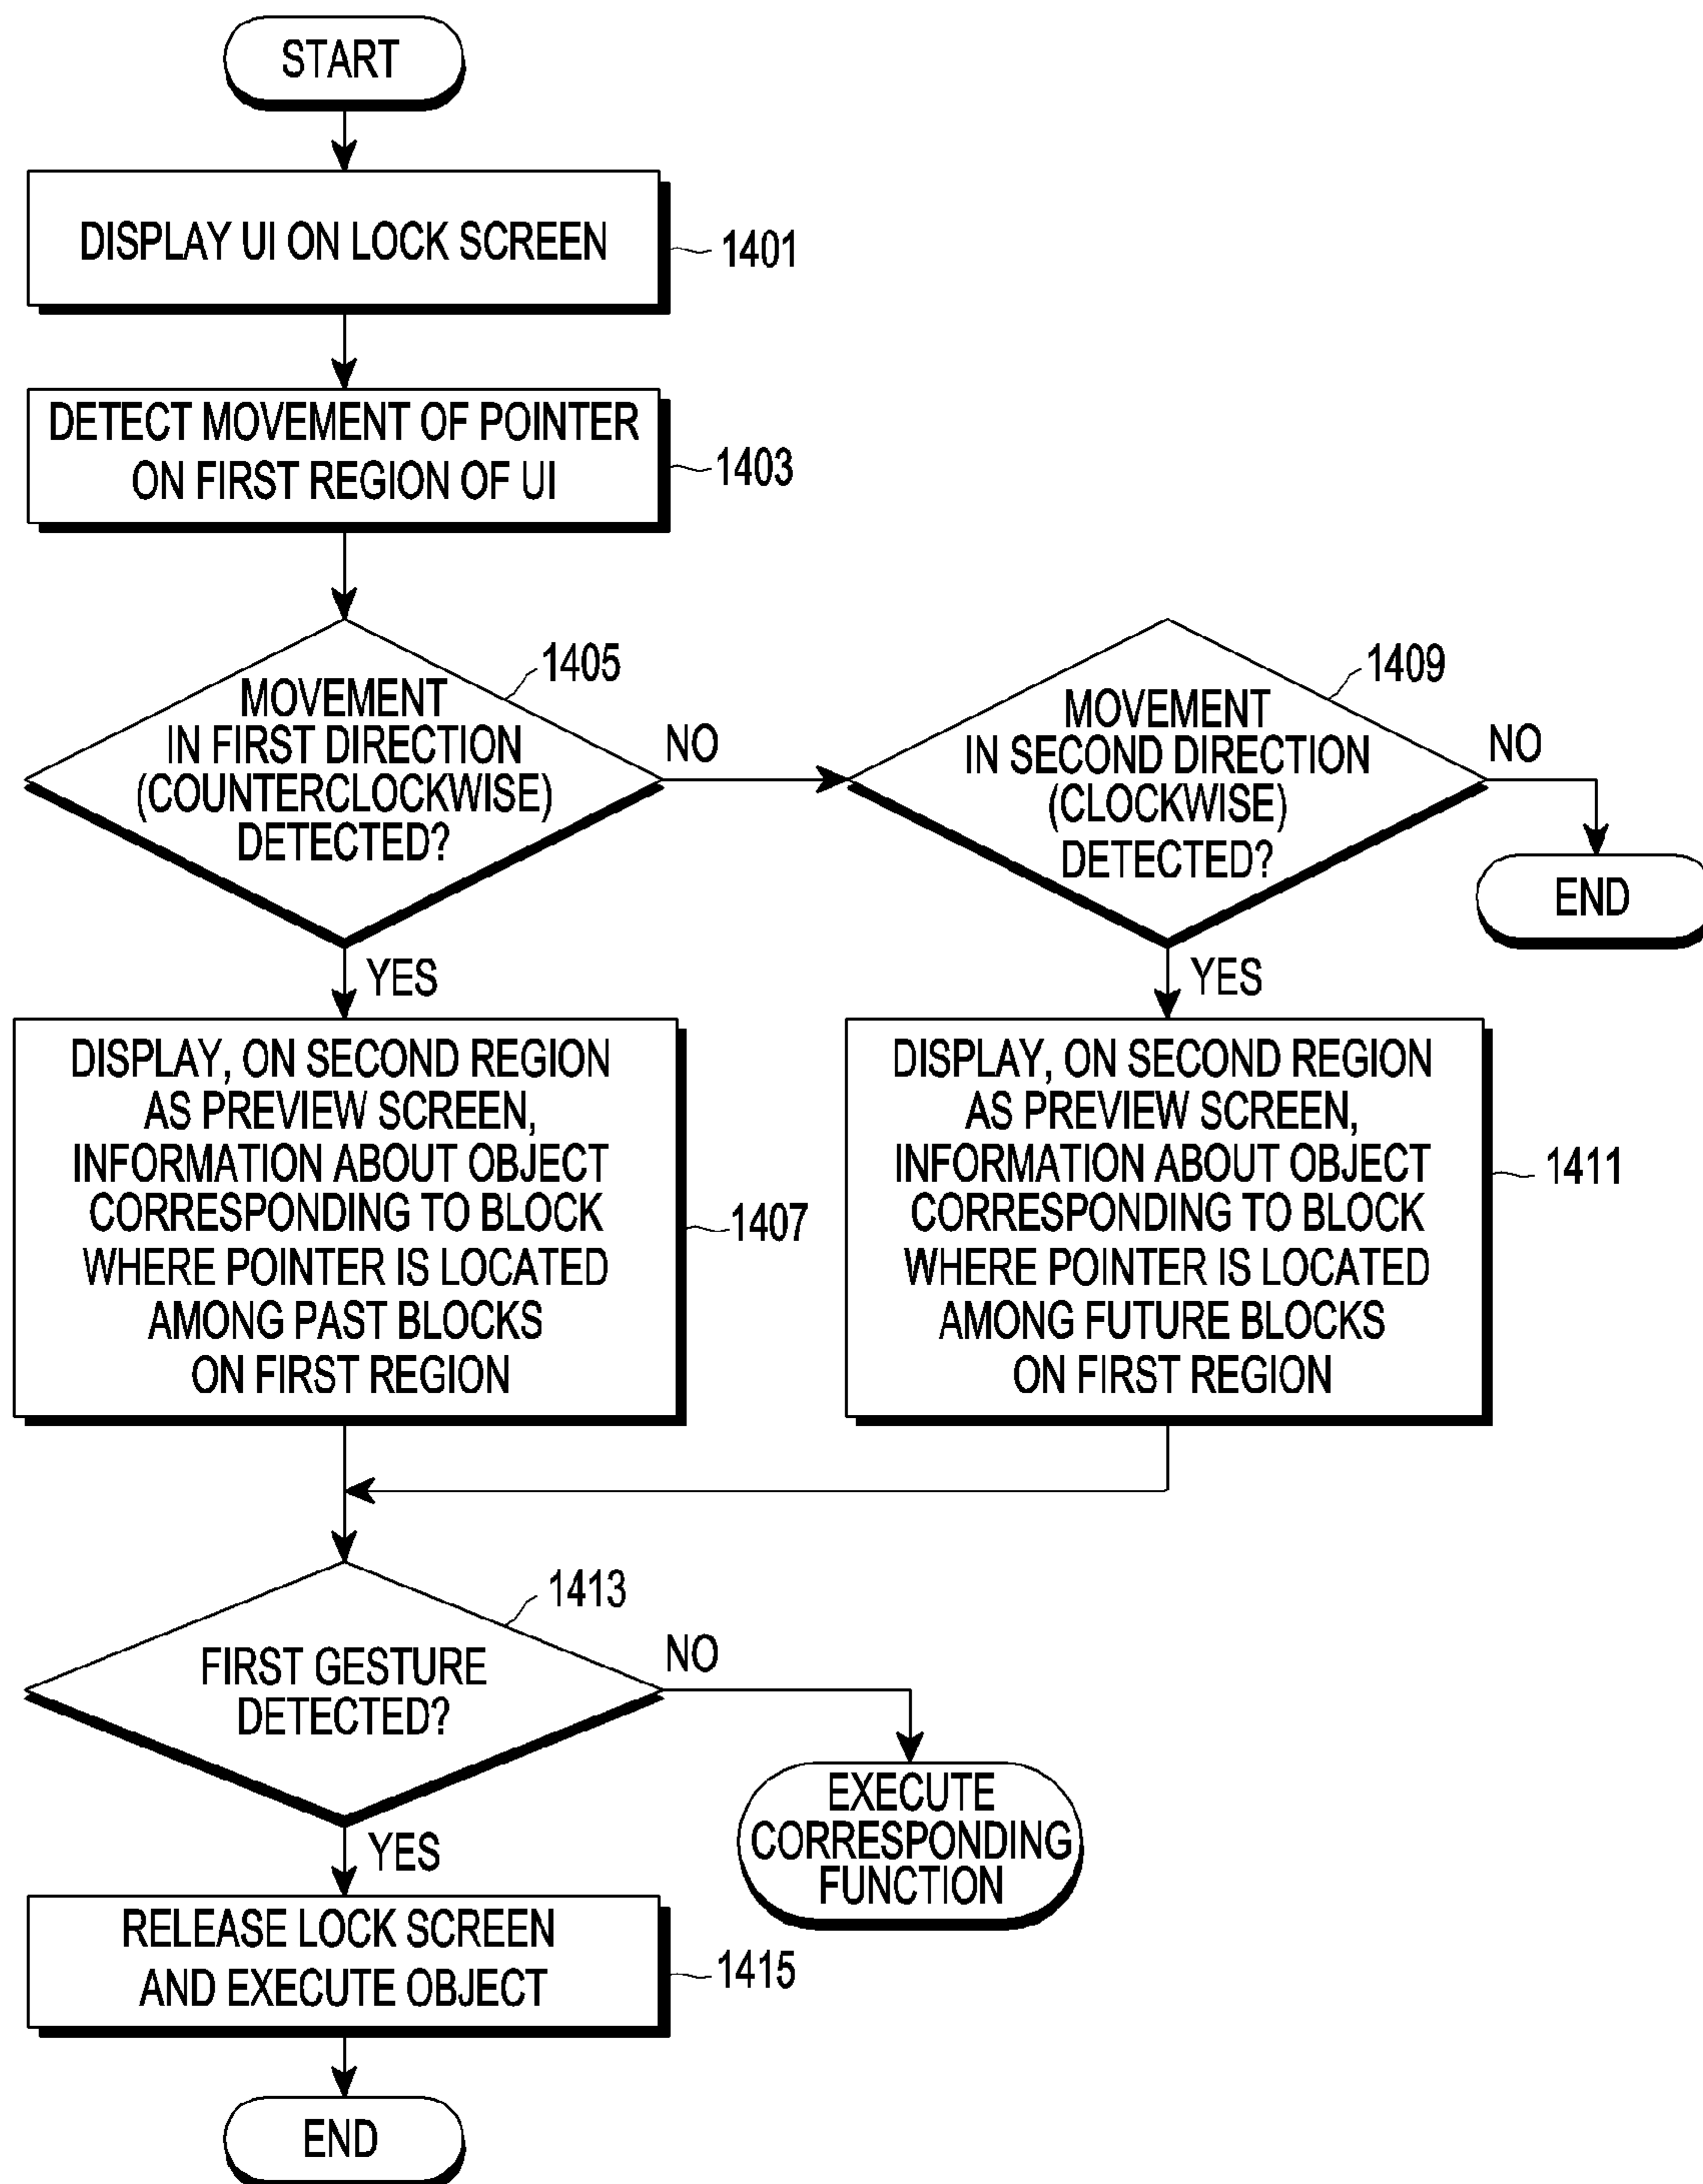 START
DISPLAY UI ON LOCK SCREEN
1401
DETECT MOVEMENT OF POINTER
ON FIRST REGION OF UI
1403
1405
MOVEMENT
IN FIRST DIRECTION
(COUNTERCLOCKWISE)
DETECTED?
NO
YES
1409
MOVEMENT
IN SECOND DIRECTION
(CLOCKWISE)
DETECTED?
NO
END
YES
DISPLAY, ON SECOND REGION
AS PREVIEW SCREEN,
INFORMATION ABOUT OBJECT
CORRESPONDING TO BLOCK
WHERE POINTER IS LOCATED
AMONG PAST BLOCKS
ON FIRST REGION
1407
DISPLAY, ON SECOND REGION
AS PREVIEW SCREEN,
INFORMATION ABOUT OBJECT
CORRESPONDING TO BLOCK
WHERE POINTER IS LOCATED
AMONG FUTURE BLOCKS
ON FIRST REGION
1411
1413
FIRST GESTURE
DETECTED?
NO
EXECUTE
CORRESPONDING
FUNCTION
YES
RELEASE LOCK SCREEN
AND EXECUTE OBJECT
1415
END